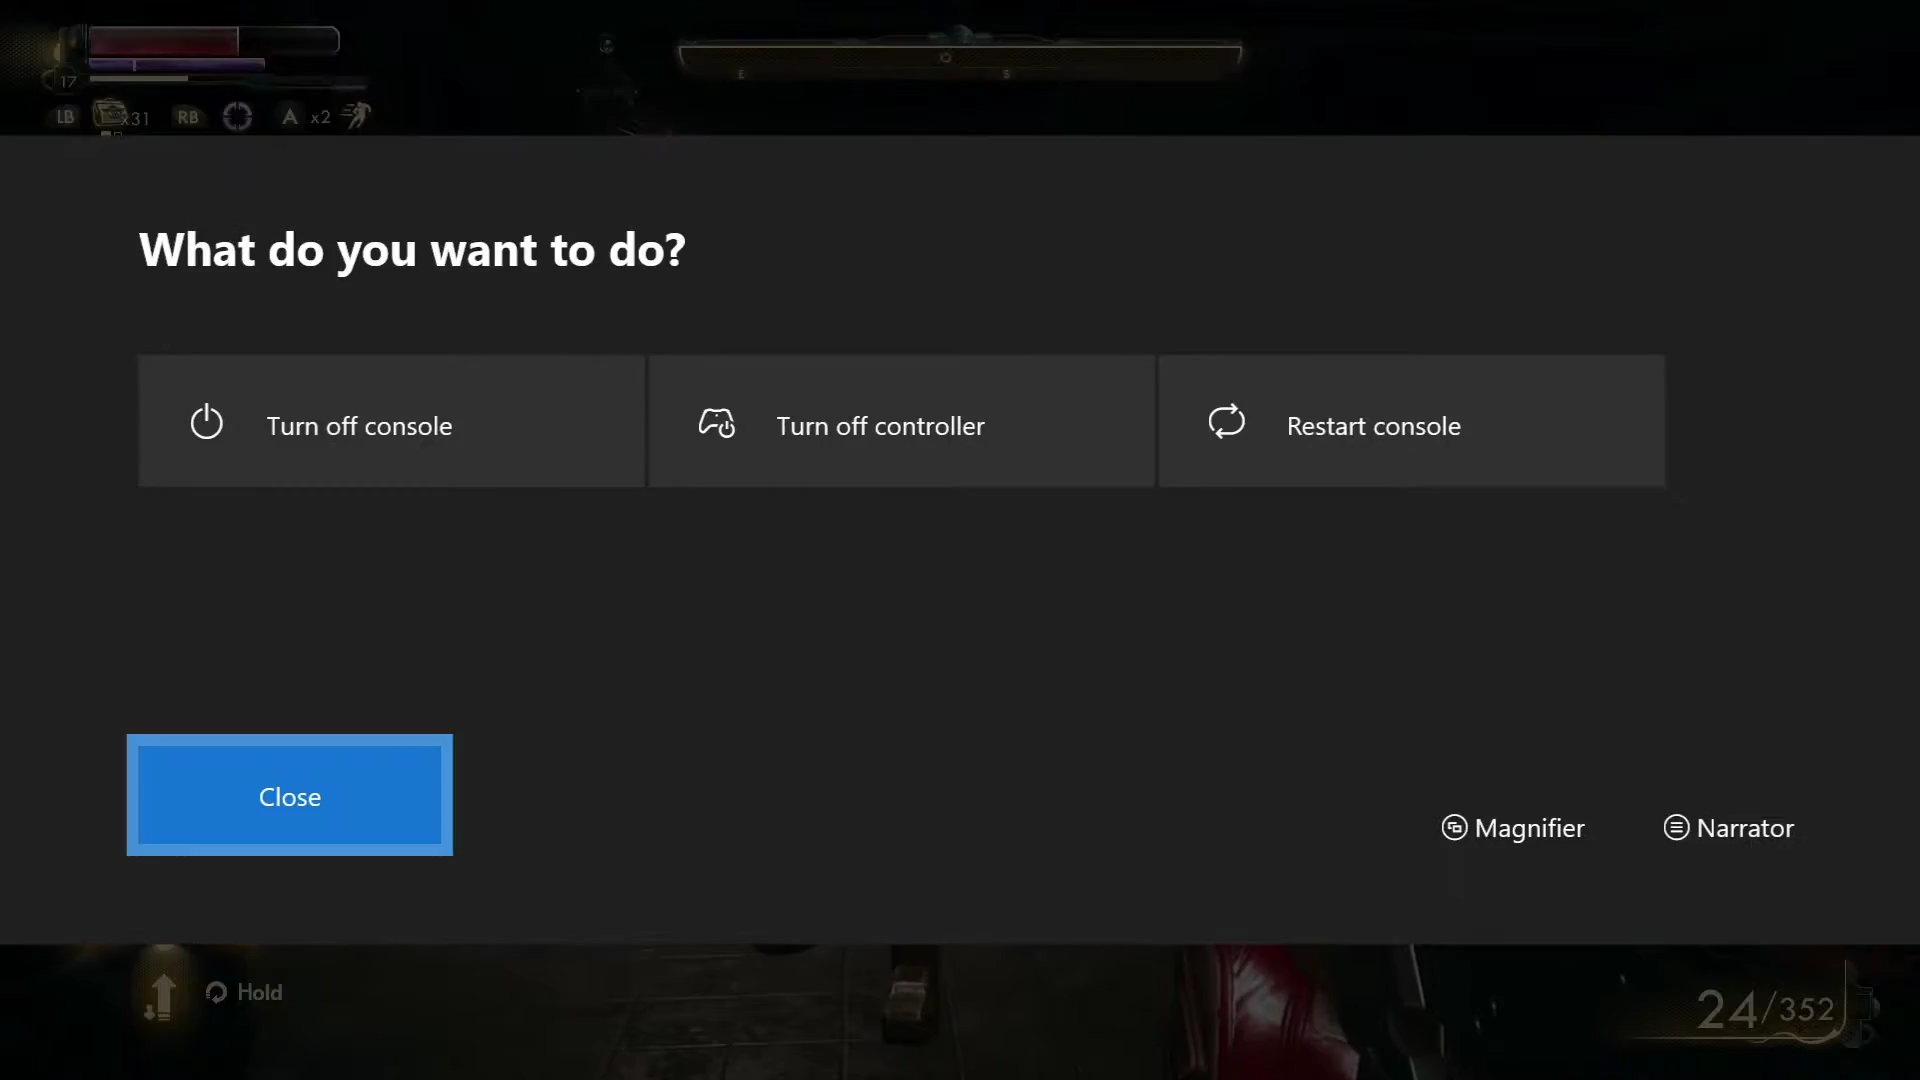 E
S
17
LB x31 RB A x2
What do you want to do?
Turn off console
Turn off controller
Restart console
Close
Magnifier
Narrator
Hold
24/352